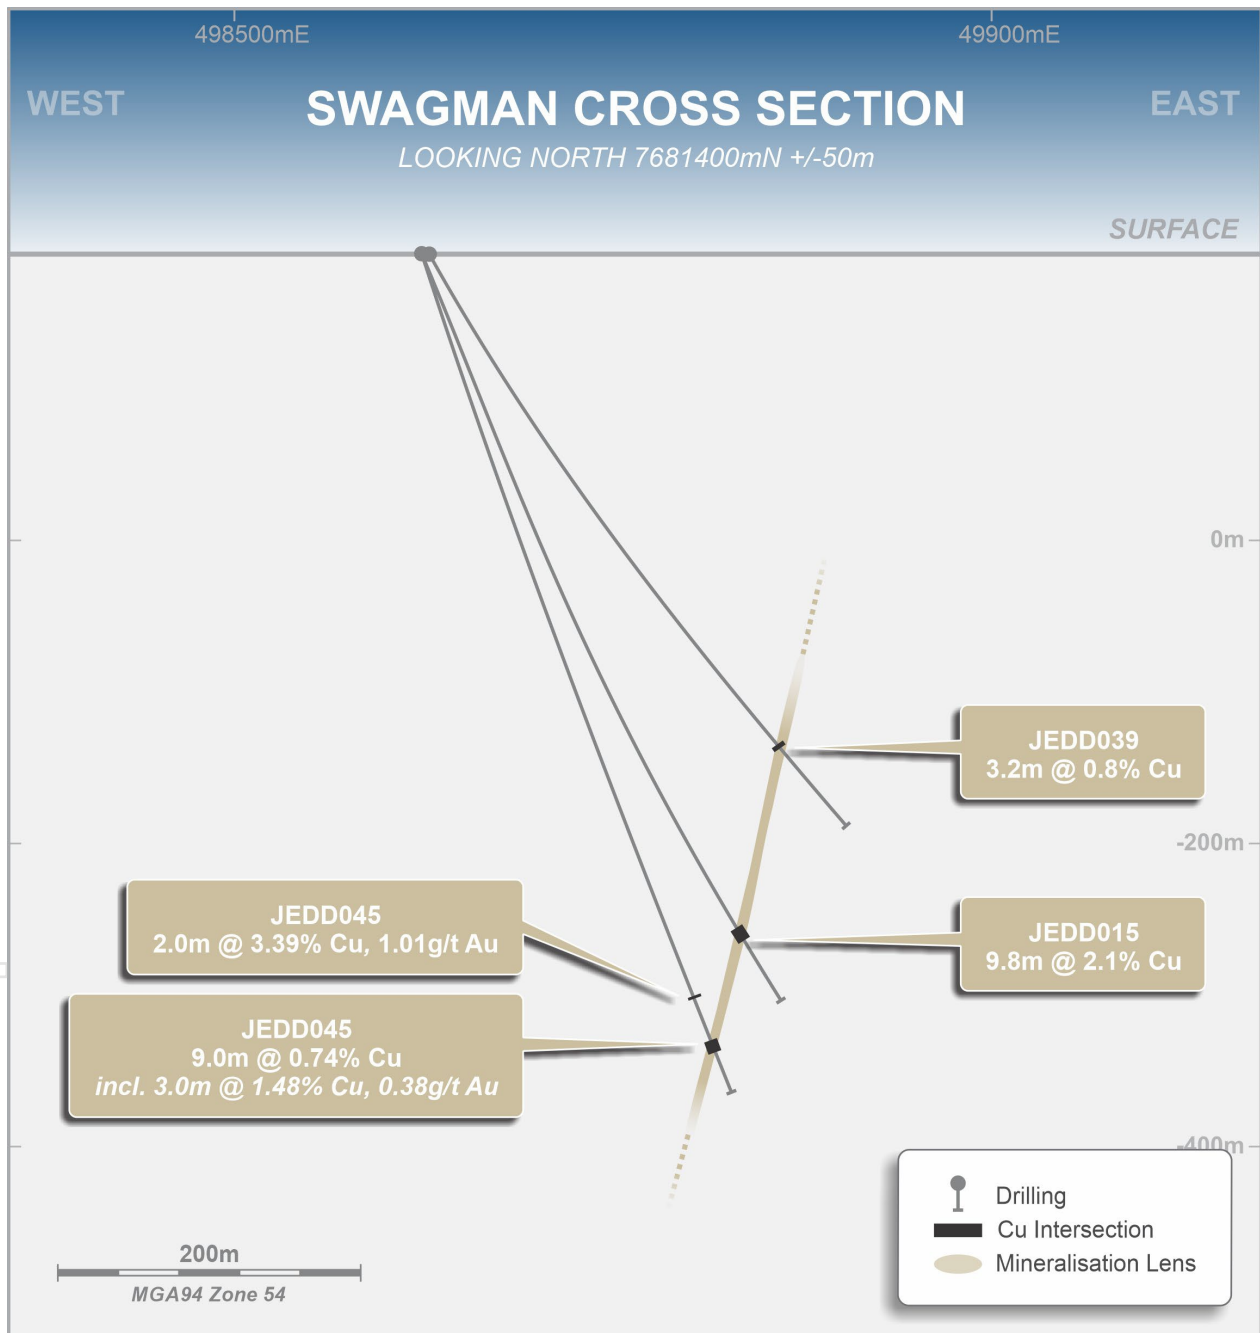 498500mE
49900mE
WEST
SWAGMAN CROSS SECTION
EAST
LOOKING NORTH 7681400mN +/-50m
SURFACE
0m
JEDD039
3.2m @ 0.8% Cu
-200m
JEDD045
2.0m @ 3.39% Cu, 1.01g/t Au
JEDD015
9.8m @ 2.1% Cu
JEDD045
9.0m @ 0.74% Cu
incl. 3.0m @ 1.48% Cu, 0.38g/t Au
-400m
Drilling
Cu Intersection
Mineralisation Lens
200m
MGA94 Zone 54